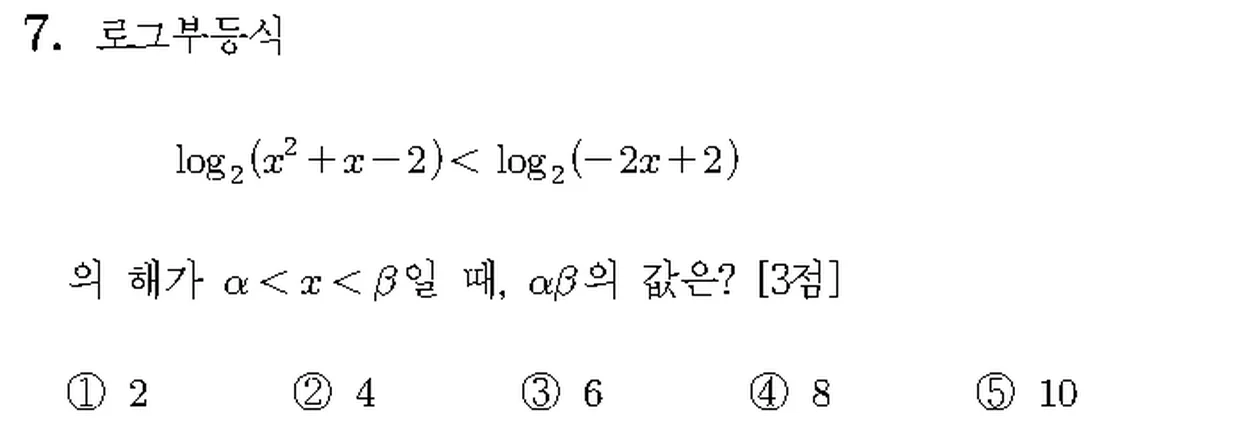 7. 로그부등식
log₂(x²+x−2)< log₂(−2x+2)
의 해가 α<x<β일 때, αβ의 값은? [3점]
① 2 ② 4 ③ 6 ④ 8 ⑤ 10